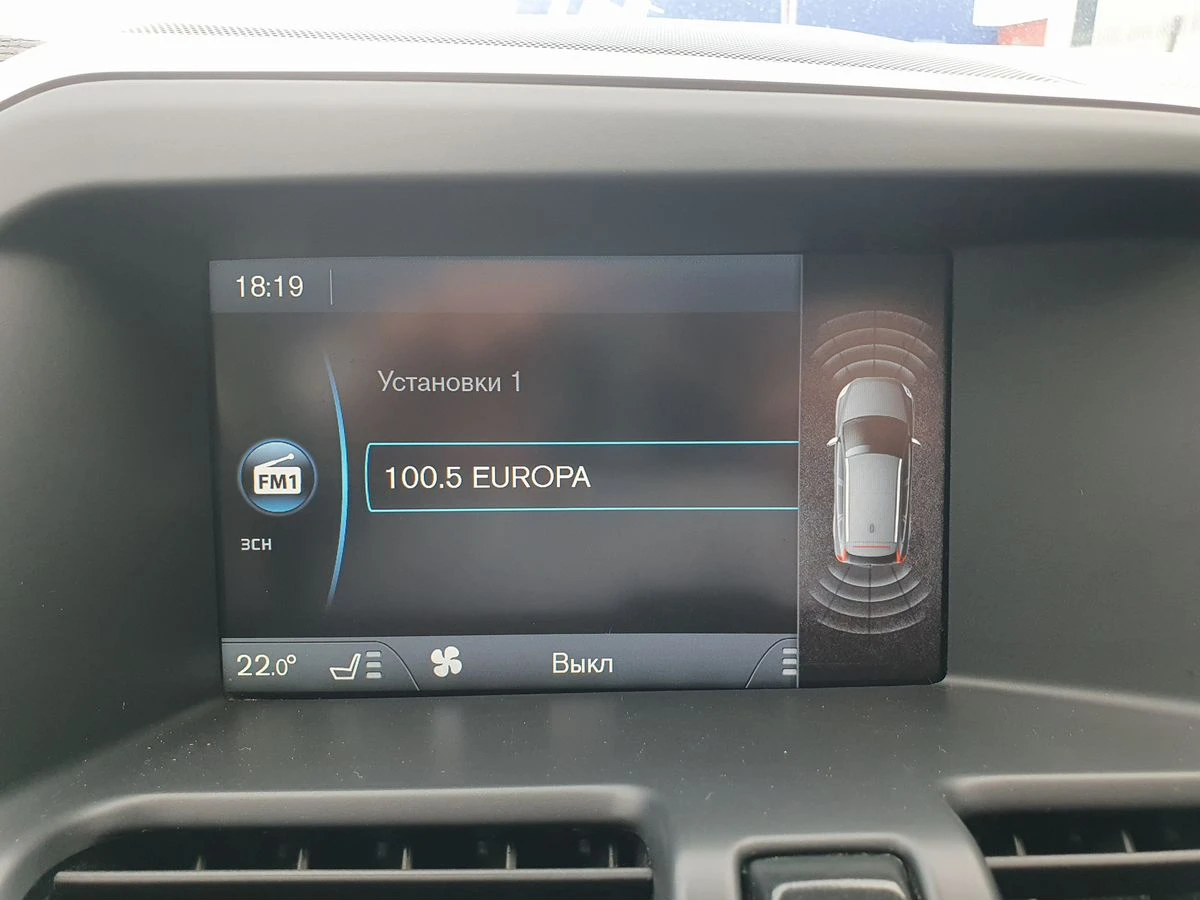 18:19
Установки 1
100.5 EUROPA
FM1
ЗСН
22.0°
Выкл